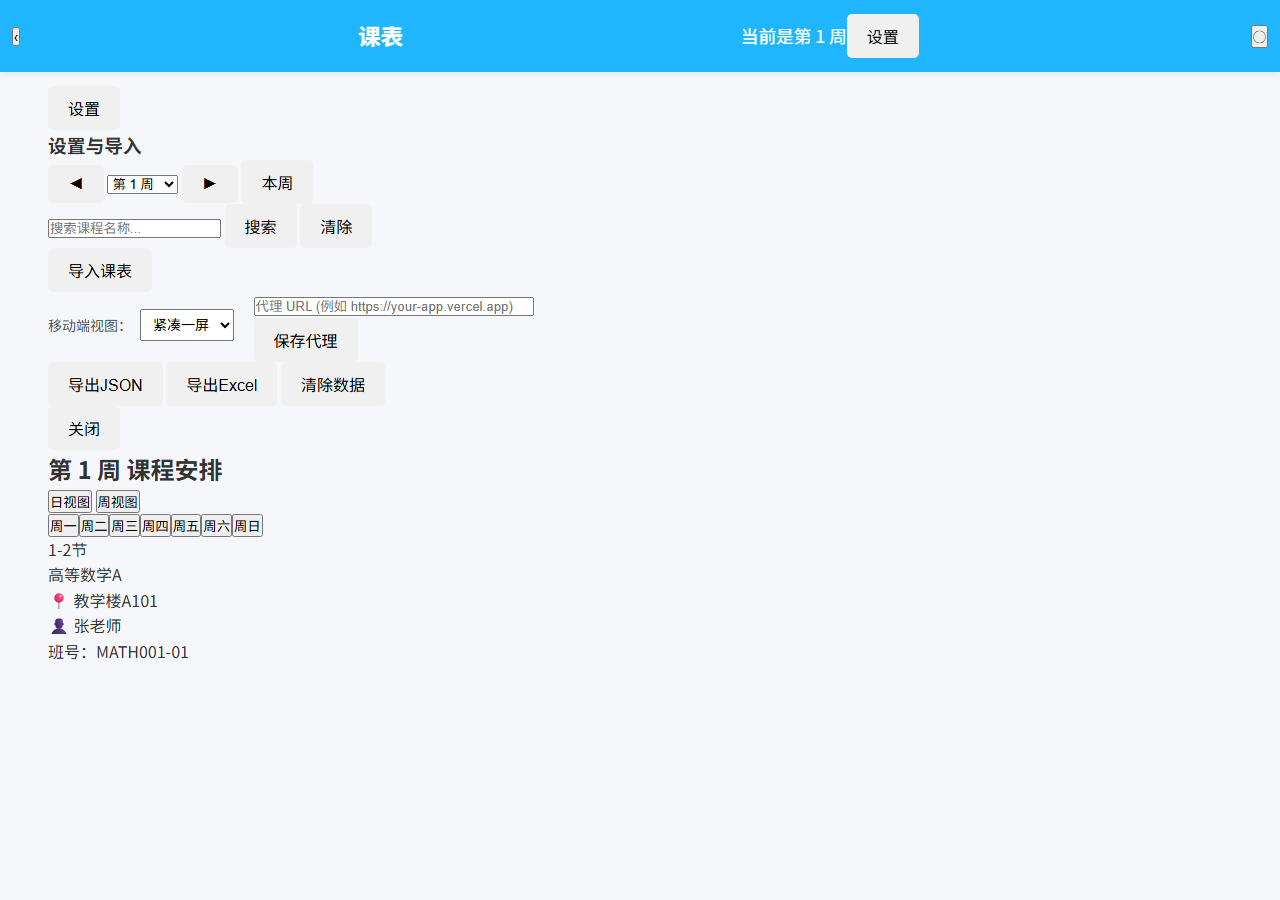 ‹ 课表 当前是第 1 周 设置
设置
设置与导入
◀ 第 1 周 ▶ 本周
搜索课程名称... 搜索 清除
导入课表
移动端视图： 紧凑一屏 代理 URL (例如 https://your-app.vercel.app)
保存代理
导出JSON 导出Excel 清除数据
关闭
第 1 周 课程安排
日视图 周视图
周一 周二 周三 周四 周五 周六 周日
1-2节
高等数学A
📍 教学楼A101
👤 张老师
班号：MATH001-01